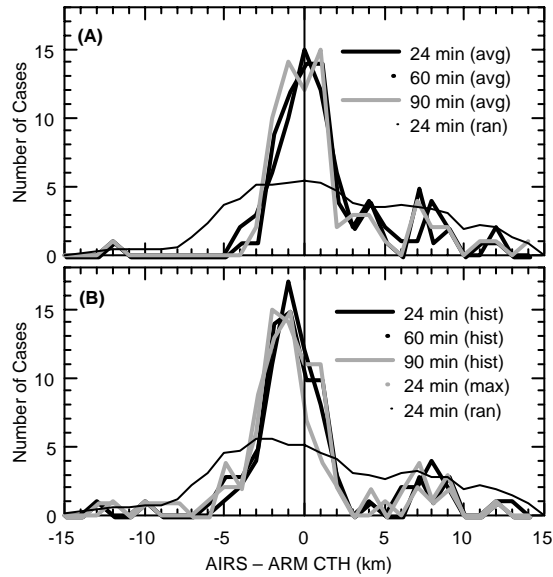 (A)
15
10
5
0
Number of Cases
24 min (avg)
60 min (avg)
90 min (avg)
24 min (ran)
(B)
15
10
5
0
Number of Cases
24 min (hist)
60 min (hist)
90 min (hist)
24 min (max)
24 min (ran)
-15 -10 -5 0 5 10 15
AIRS – ARM CTH (km)